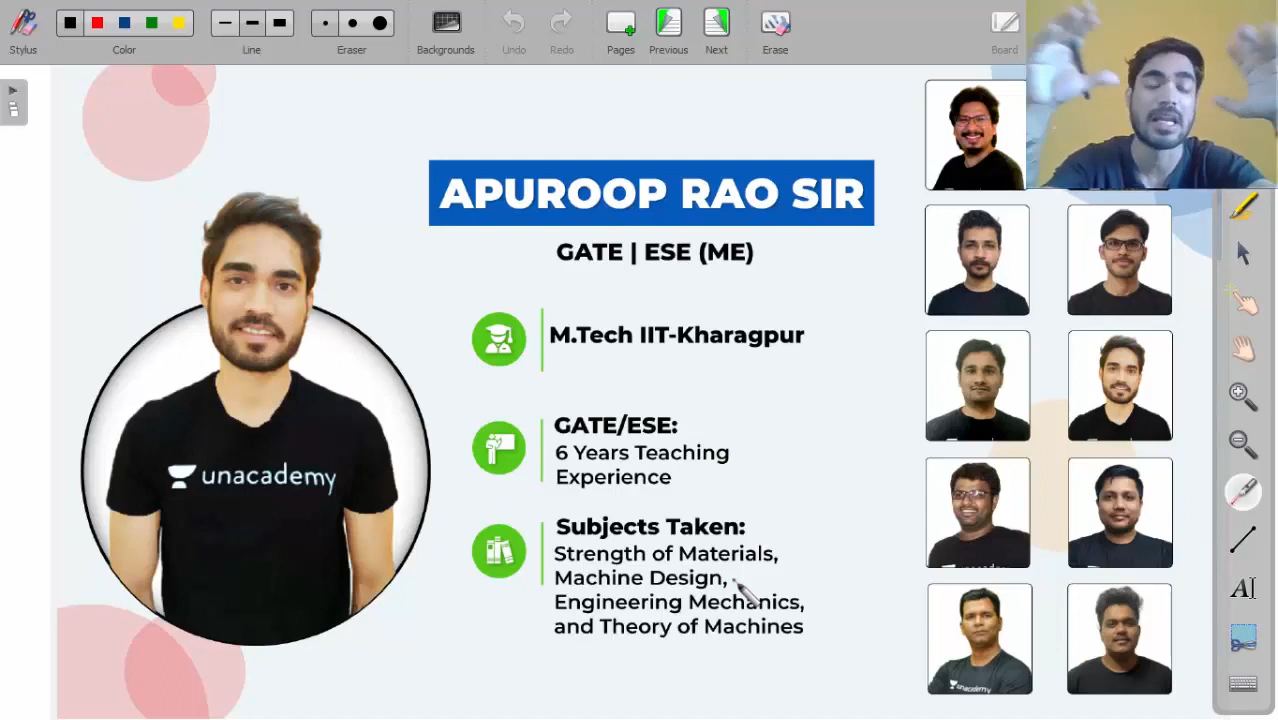 Stylus
Color
Line
Eraser
Backgrounds
Undo
Redo
Pages
Previous
Next
Erase
Board
APUROOP RAO SIR
GATE | ESE (ME)
M.Tech IIT-Kharagpur
GATE/ESE:
6 Years Teaching
Experience
Subjects Taken:
Strength of Materials,
Machine Design,
Engineering Mechanics,
and Theory of Machines
unacademy
unacademy
AI